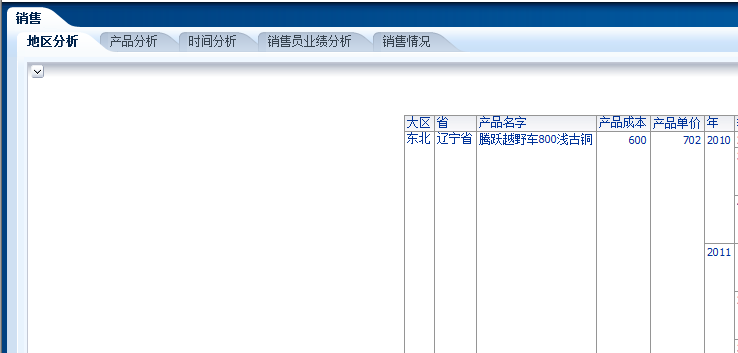 销售
地区分析 产品分析 时间分析 销售员业绩分析 销售情况
大区 省 产品名字 产品成本 产品单价 年
东北 辽宁省 腾跃越野车800浅古铜 600 702 2010
2011